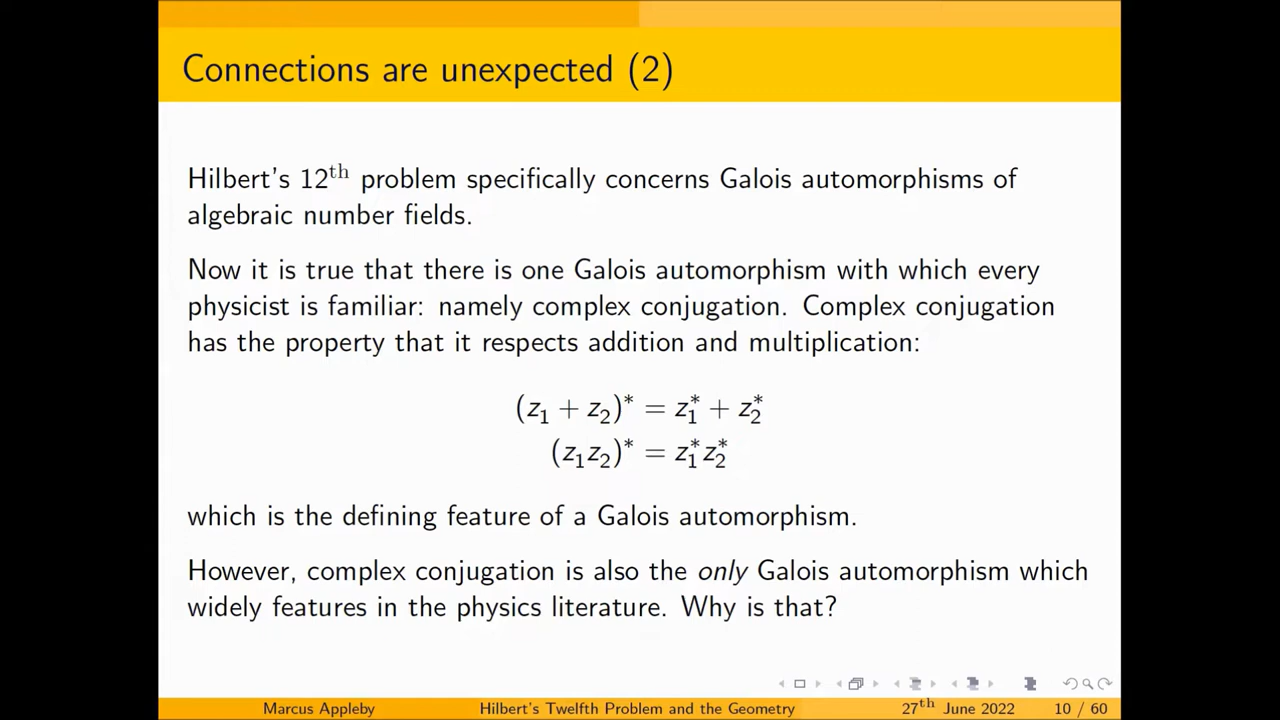 Connections are unexpected (2)
Hilbert's 12th problem specifically concerns Galois automorphisms of
algebraic number fields.
Now it is true that there is one Galois automorphism with which every
physicist is familiar: namely complex conjugation. Complex conjugation
has the property that it respects addition and multiplication:
(z₁ + z₂)* = z₁* + z₂*
(z₁z₂)* = z₁*z₂*
which is the defining feature of a Galois automorphism.
However, complex conjugation is also the only Galois automorphism which
widely features in the physics literature. Why is that?
Marcus Appleby Hilbert's Twelfth Problem and the Geometry 27th June 2022 10 / 60